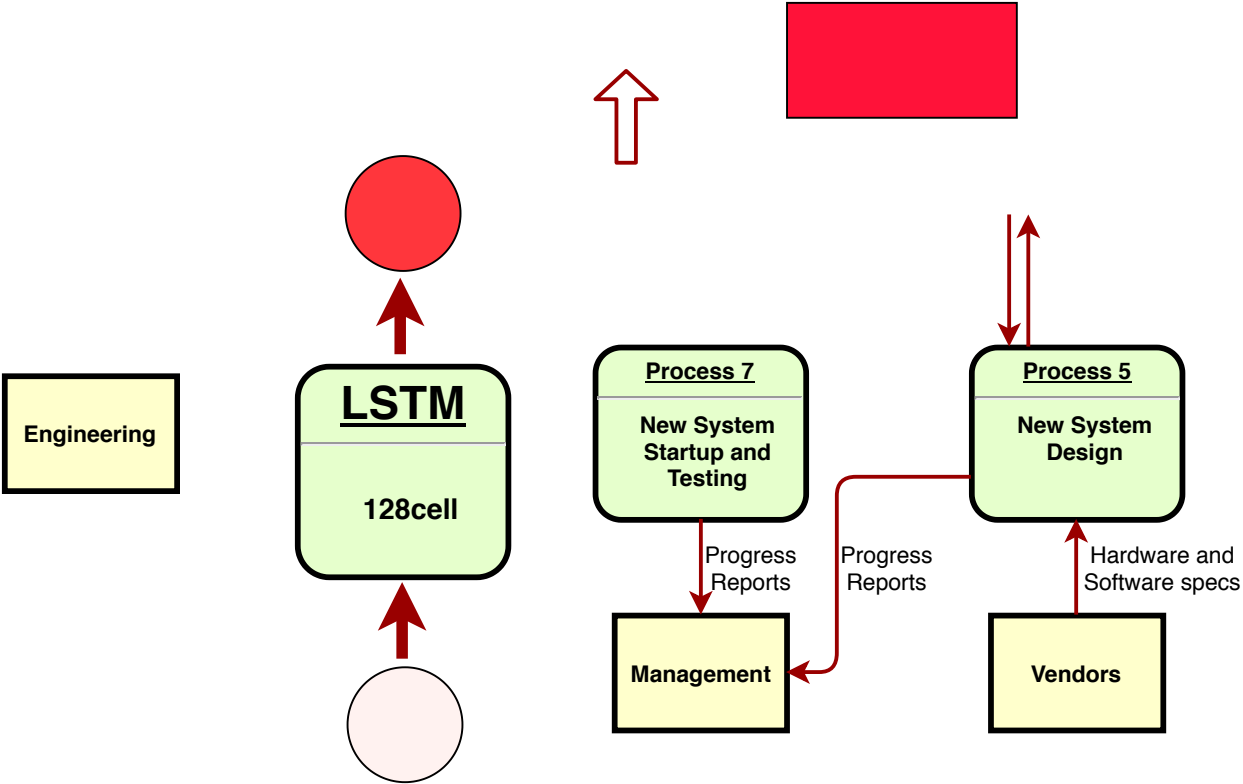 Engineering
LSTM
128cell
Process 7
New System
Startup and
Testing
Process 5
New System
Design
Progress
Reports
Progress
Reports
Hardware and
Software specs
Management
Vendors